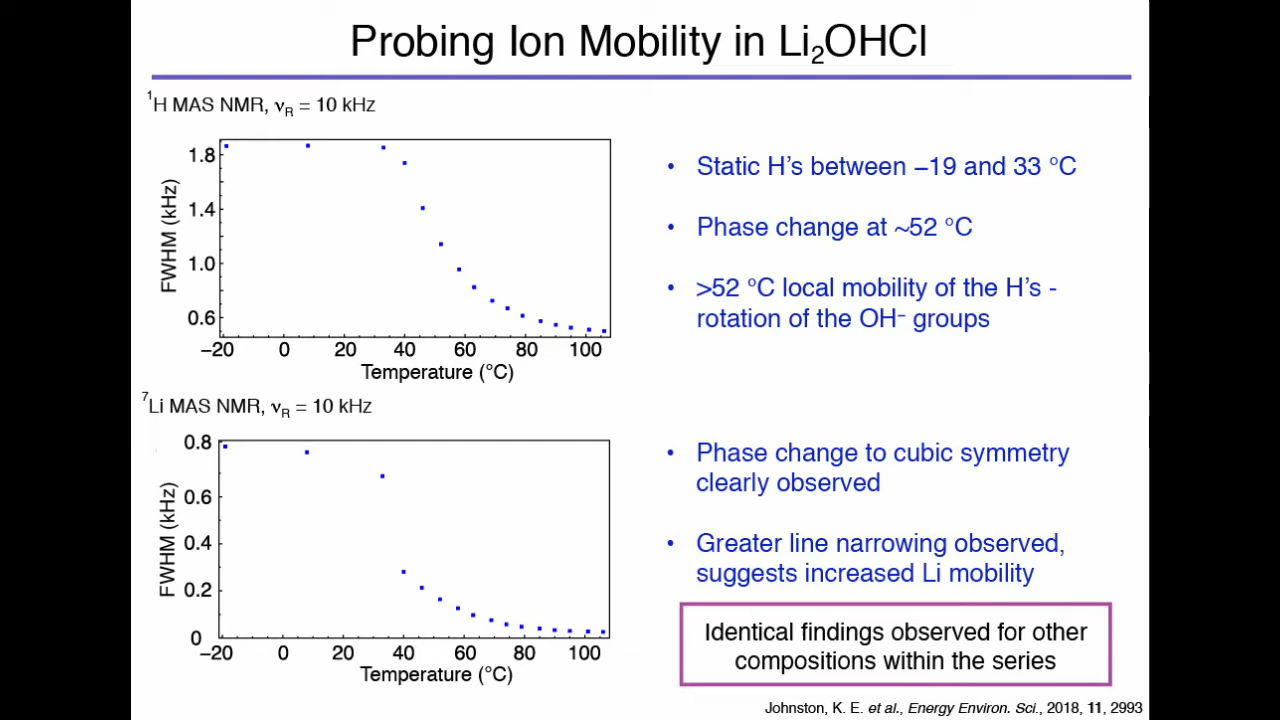 Probing Ion Mobility in Li₂OHCl
¹H MAS NMR, νR = 10 kHz
1.8
1.4
1.0
0.6
FWHM (kHz)
−20 0 20 40 60 80 100
Temperature (°C)
• Static H's between −19 and 33 °C
• Phase change at ~52 °C
• >52 °C local mobility of the H's -
rotation of the OH⁻ groups
⁷Li MAS NMR, νR = 10 kHz
0.8
0.6
0.4
0.2
0
FWHM (kHz)
−20 0 20 40 60 80 100
Temperature (°C)
• Phase change to cubic symmetry
clearly observed
• Greater line narrowing observed,
suggests increased Li mobility
Identical findings observed for other
compositions within the series
Johnston, K. E. et al., Energy Environ. Sci., 2018, 11, 2993